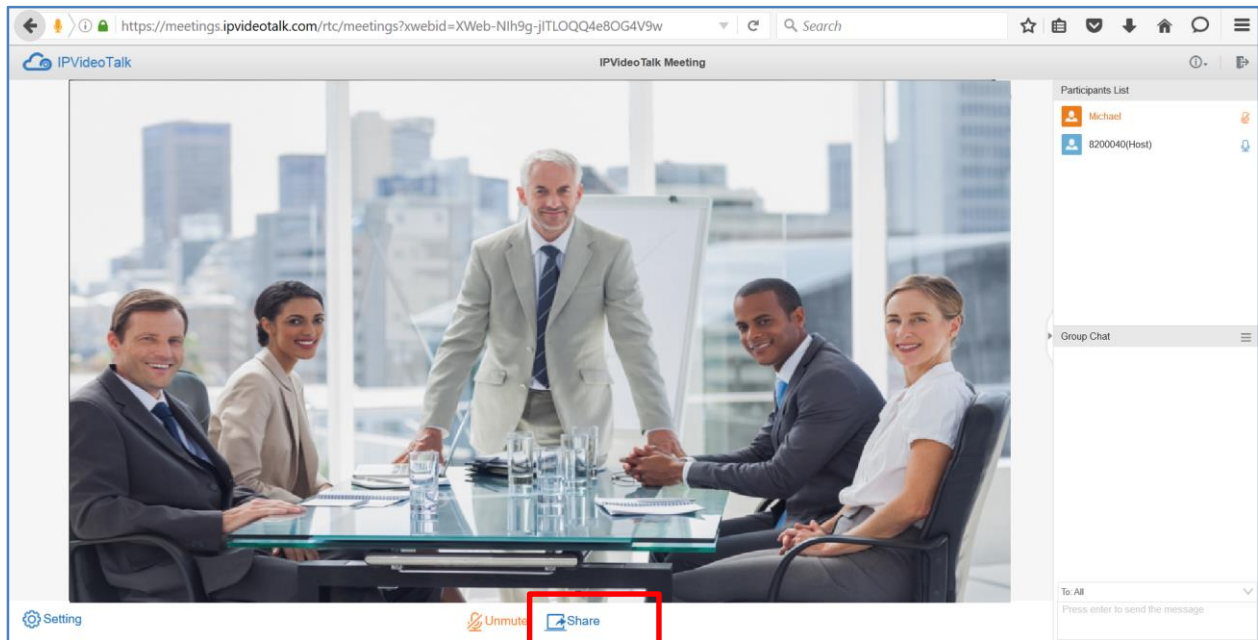 https://meetings.ipvideotalk.com/rtc/meetings?xwebid=XWeb-NIh9g-jITLOQQ4e8OG4V9w
Search
IPVideoTalk
IPVideoTalk Meeting
Participants List
Michael
8200040(Host)
Group Chat
To: All
Press enter to send the message
Setting
Unmute
Share